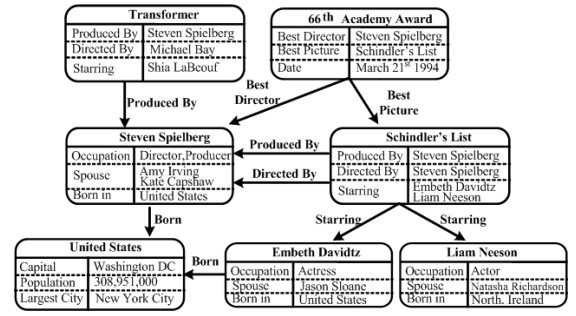 Transformer
Produced By Steven Spielberg
Directed By Michael Bay
Starring Shia LaBeouf
66th Academy Award
Best Director Steven Spielberg
Best Picture Schindler's List
Date March 21st 1994
Produced By
Best Director
Best Picture
Steven Spielberg
Occupation Director,Producer
Spouse Amy Irving
Kate Capshaw
Born in United States
Produced By
Directed By
Schindler's List
Produced By Steven Spielberg
Directed By Steven Spielberg
Starring Embeth Davidtz
Liam Neeson
Born
Starring
Starring
United States
Capital Washington DC
Population 308,951,000
Largest City New York City
Born
Embeth Davidtz
Occupation Actress
Spouse Jason Sloane
Born in United States
Liam Neeson
Occupation Actor
Spouse Natasha Richardson
Born in North. Ireland